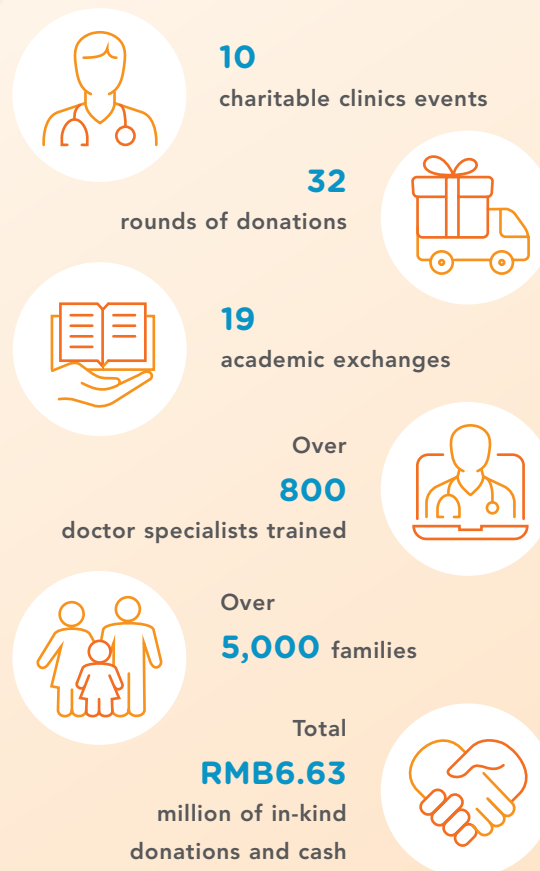 10
charitable clinics events
32
rounds of donations
19
academic exchanges
Over
800
doctor specialists trained
Over
5,000 families
Total
RMB6.63
million of in-kind
donations and cash